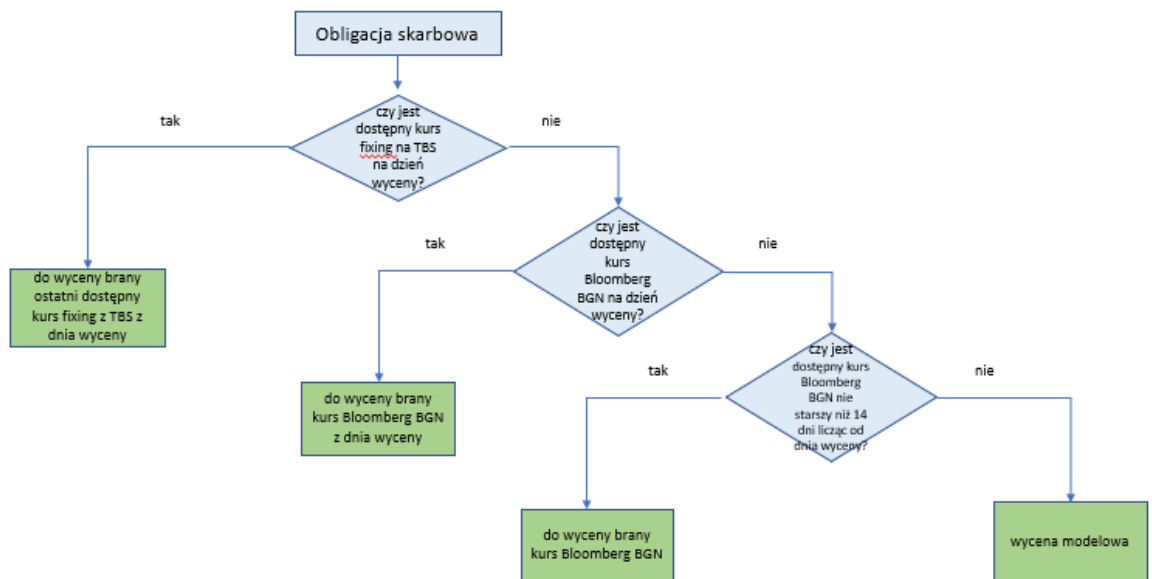 Obligacja skarbowa
czy jest
dostępny kurs
fixing na TBS
na dzień
wyceny?
tak
nie
do wyceny brany
ostatni dostępny
kurs fixing z TBS z
dnia wyceny
czy jest
dostępny
kurs
Bloomberg
BGN na dzień
wyceny?
tak
nie
do wyceny brany
kurs Bloomberg BGN
z dnia wyceny
czy jest
dostępny kurs
Bloomberg
BGN nie
starszy niż 14
dni licząc od
dnia wyceny?
tak
nie
do wyceny brany
kurs Bloomberg BGN
wycena modelowa